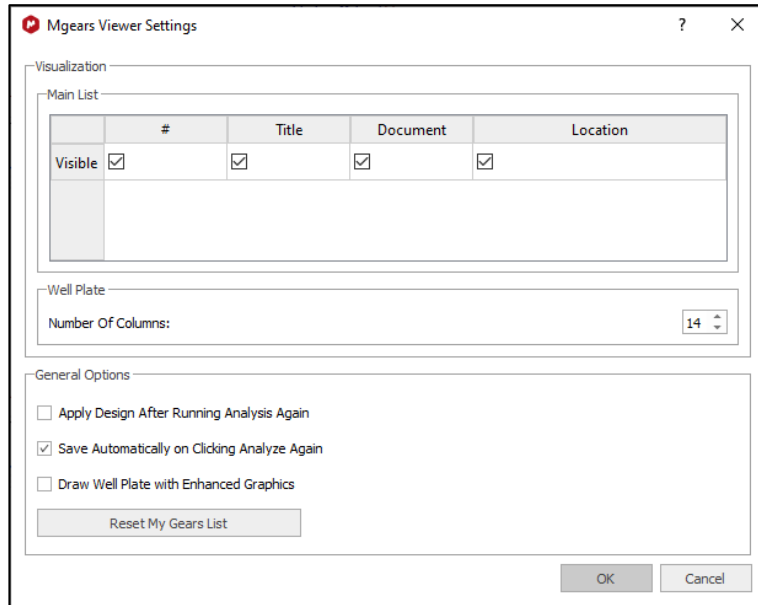 Mgears Viewer Settings
?
Visualization
Main List
# Title Document Location
Visible
Well Plate
Number Of Columns: 14
General Options
Apply Design After Running Analysis Again
Save Automatically on Clicking Analyze Again
Draw Well Plate with Enhanced Graphics
Reset My Gears List
OK Cancel